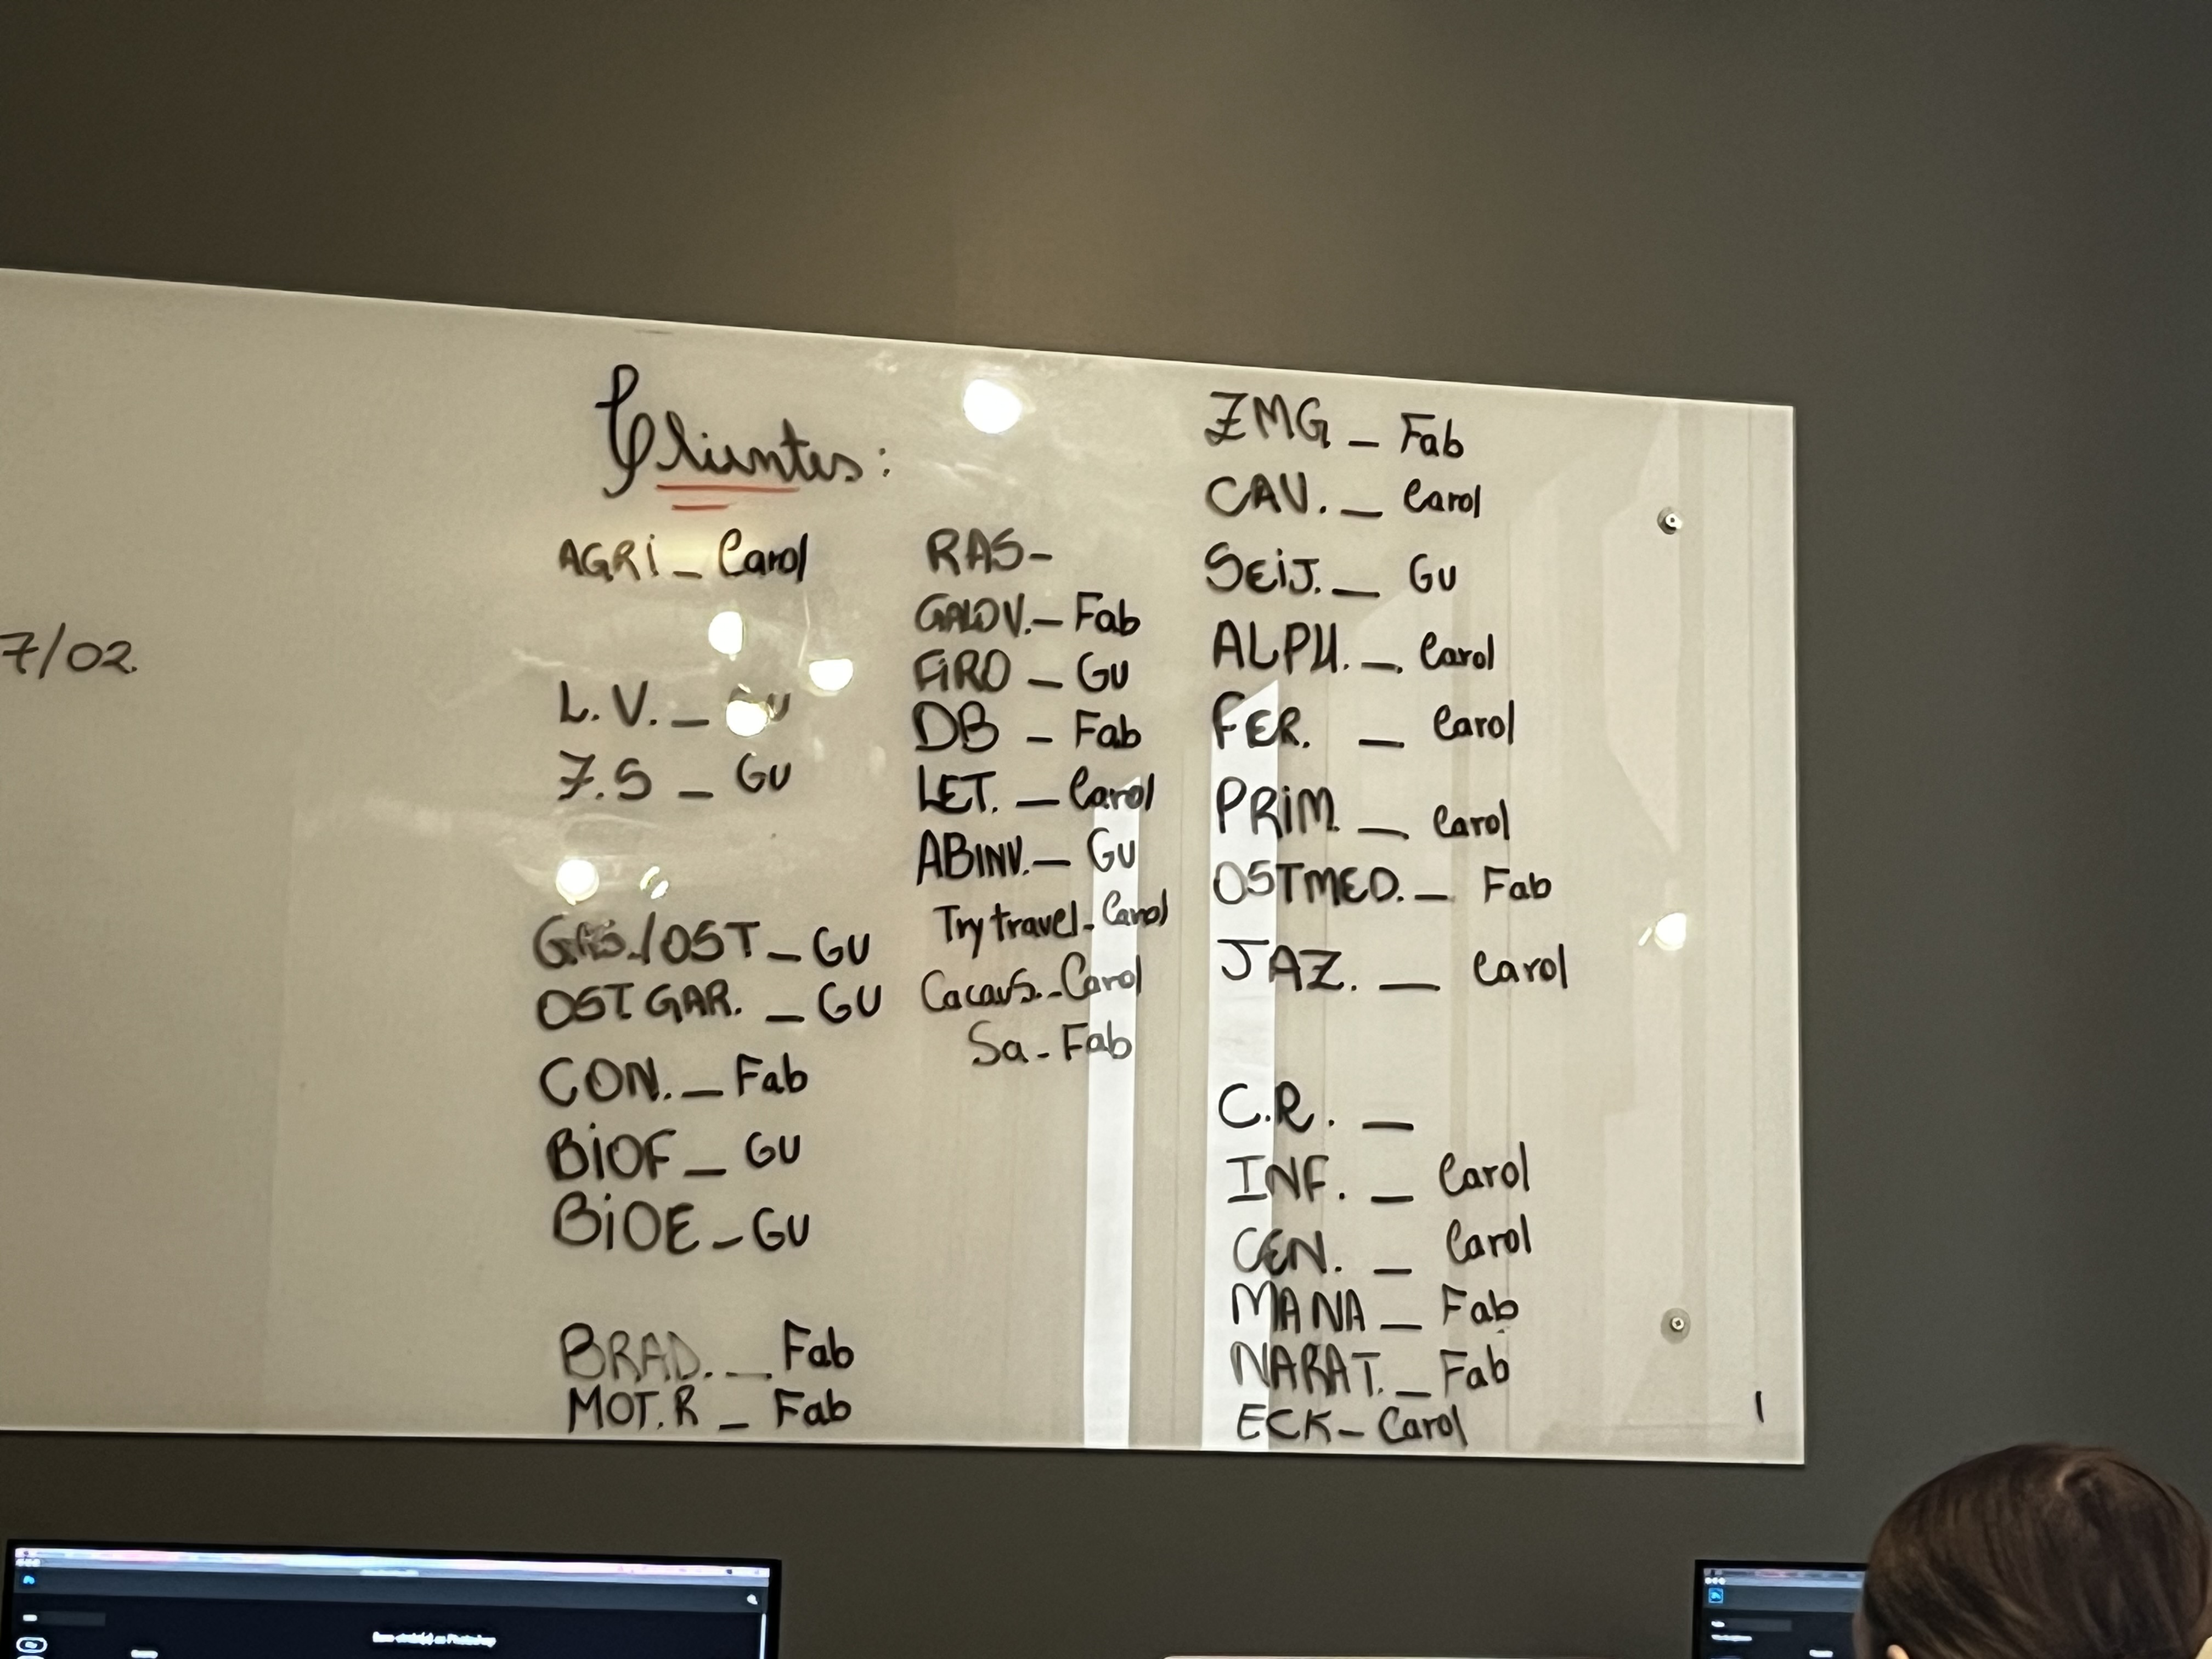 Clientes:
AGRi _ Carol
7/02.
L. V. _ Gu
Z.S _ GU
GAS./OST _ GU
OST GAR. _ GU
CON. _ Fab
BiOF _ GU
BiOE _ GU
BRAD. _ Fab
MOT. R _ Fab
RAS-
GALOV. _ Fab
FiRO _ GU
DB - Fab
LET. _ Carol
ABINV. _ GU
Try travel - Carol
Cacaus. - Carol
Sa - Fab
ZMG _ Fab
CAV. _ Carol
SEiJ. _ GU
ALPH. _ Carol
FER. _ Carol
PRiM. _ Carol
OSTMED. _ Fab
JAZ. _ Carol
C.R. _
INF. _ Carol
CEN. _ Carol
MANA _ Fab
NARAT. _ Fab
ECK - Carol